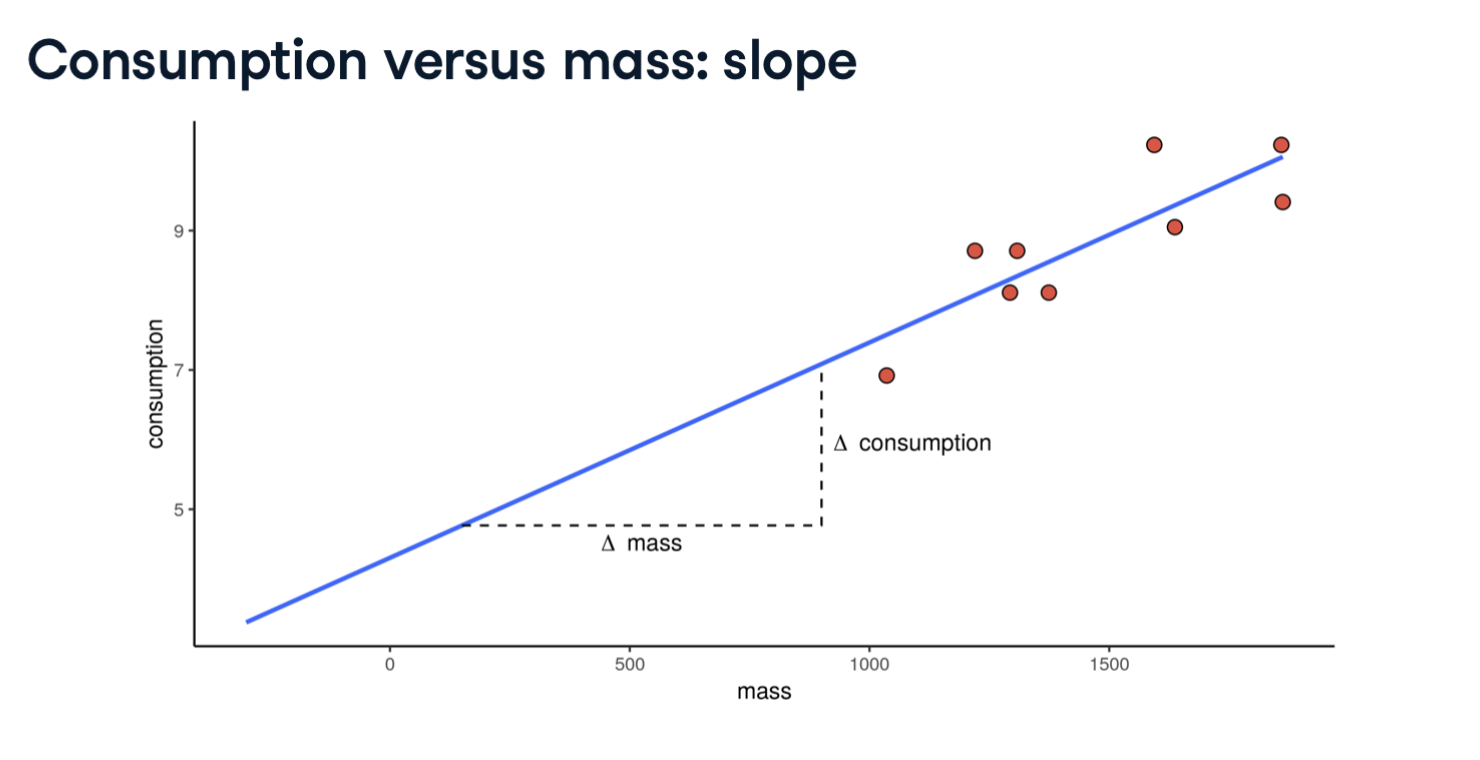 Consumption versus mass: slope
9
7
5
consumption
Δ consumption
Δ mass
0 500 1000 1500
mass